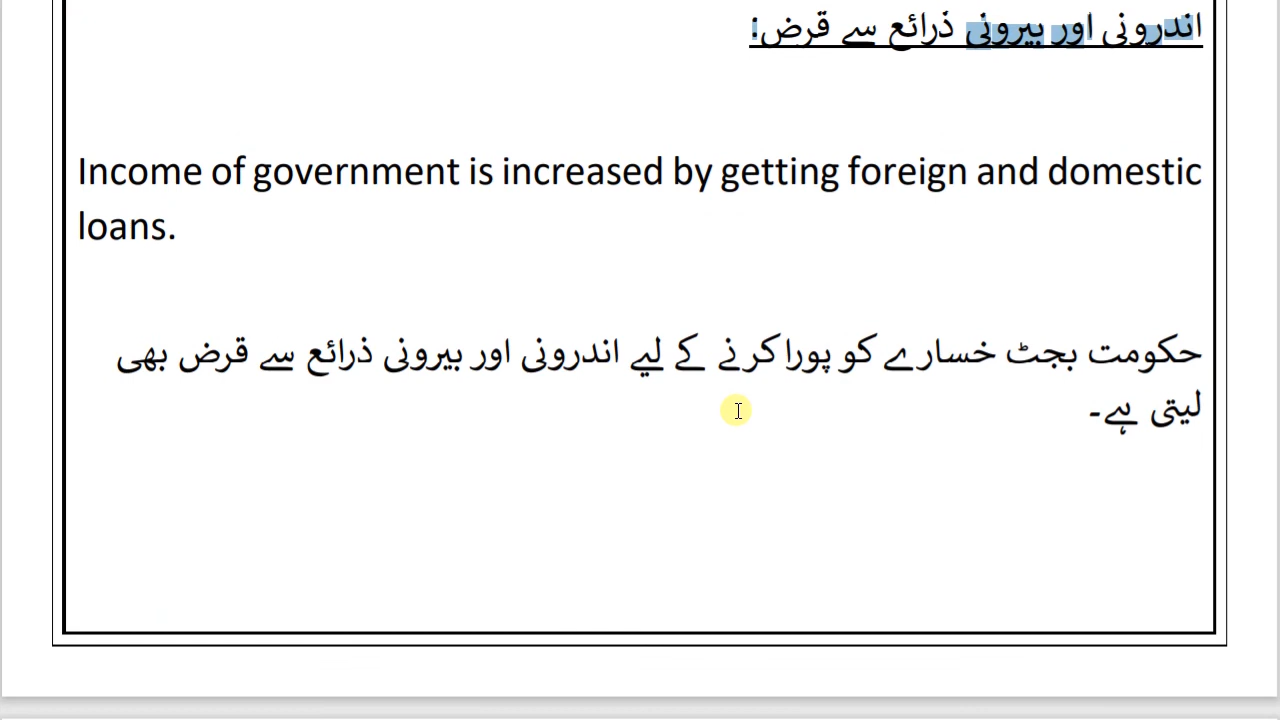 اندرونی اور بیرونی ذرائع سے قرض:
Income of government is increased by getting foreign and domestic
loans.
حکومت بجٹ خسارے کو پورا کرنے کے لیے اندرونی اور بیرونی ذرائع سے قرض بھی
لیتی ہے۔